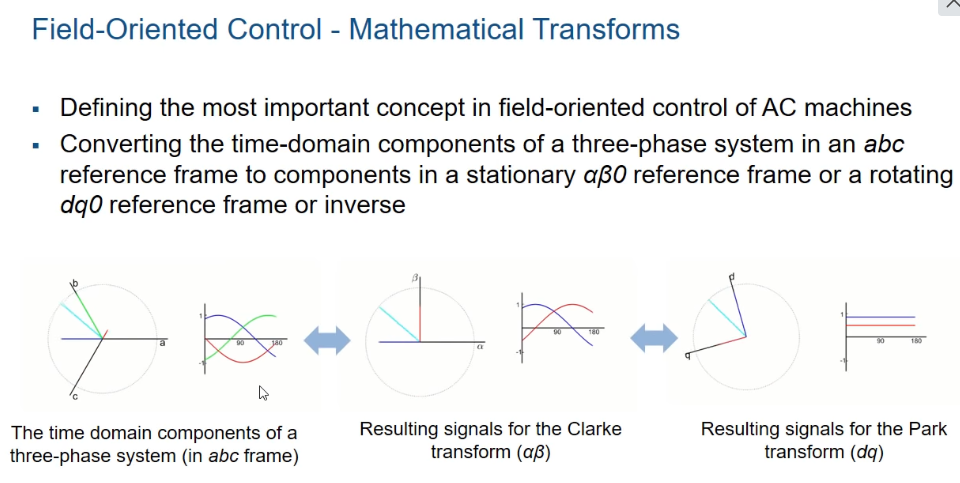 Field-Oriented Control - Mathematical Transforms
▪ Defining the most important concept in field-oriented control of AC machines
▪ Converting the time-domain components of a three-phase system in an abc
reference frame to components in a stationary αβ0 reference frame or a rotating
dq0 reference frame or inverse
b
a
c
1
90
180
-1
β
α
1
90
180
-1
d
q
1
90
180
-1
The time domain components of a
three-phase system (in abc frame)
Resulting signals for the Clarke
transform (αβ)
Resulting signals for the Park
transform (dq)